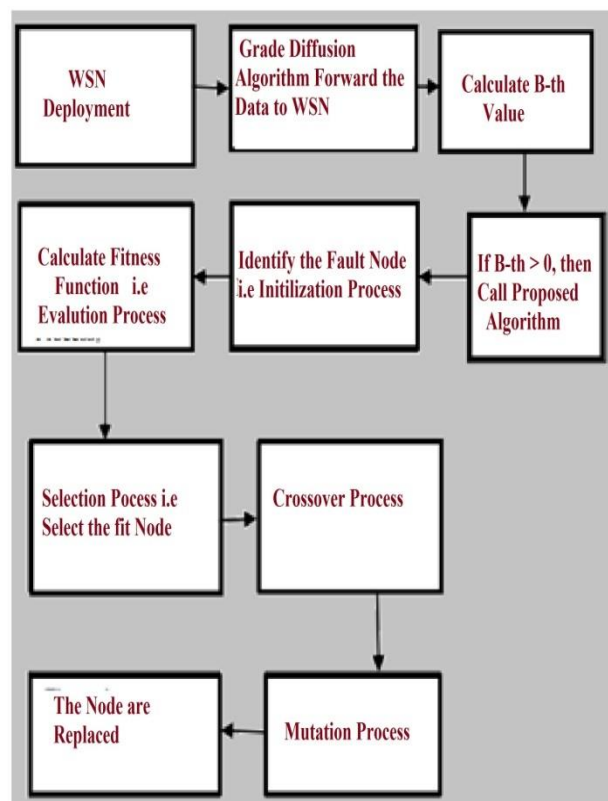 WSN
Deployment
Grade Diffusion
Algorithm Forward the
Data to WSN
Calculate B-th
Value
If B-th > 0, then
Call Proposed
Algorithm
Identify the Fault Node
i.e Initilization Process
Calculate Fitness
Function i.e
Evalution Process
Selection Pocess i.e
Select the fit Node
Crossover Process
Mutation Process
The Node are
Replaced